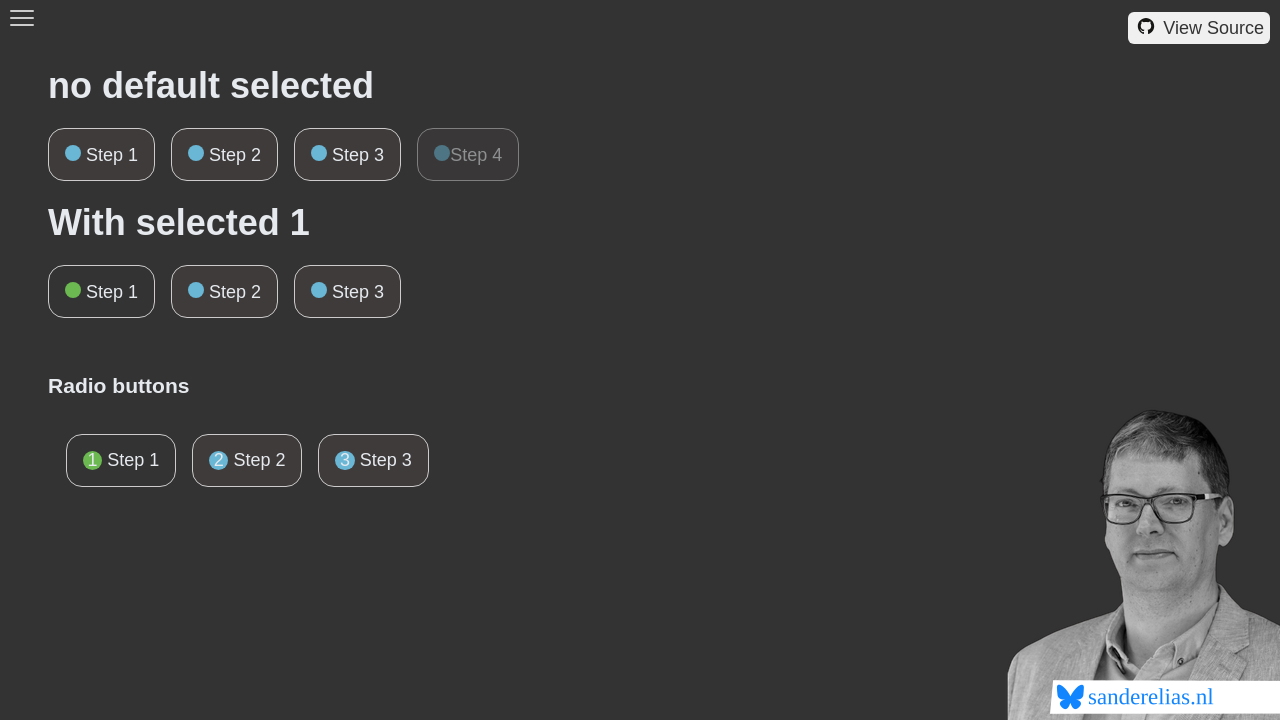 View Source
no default selected
Step 1 Step 2 Step 3 Step 4
With selected 1
Step 1 Step 2 Step 3
Radio buttons
1 Step 1 2 Step 2 3 Step 3
sanderelias.nl